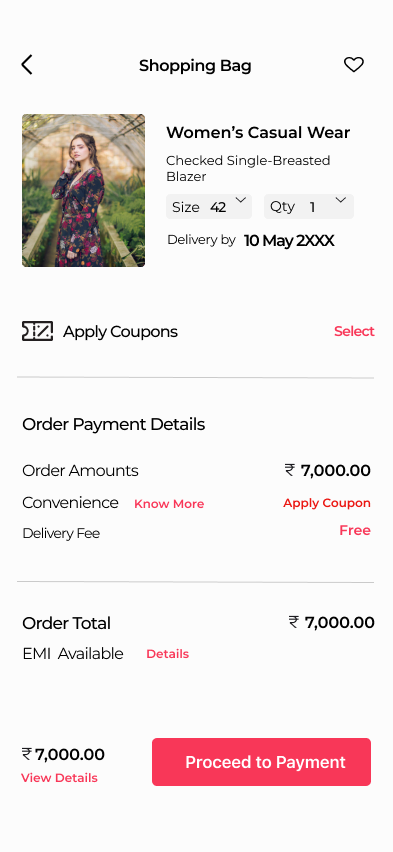 Shopping Bag
Women’s Casual Wear
Checked Single-Breasted
Blazer
Size 42 Qty 1
Delivery by 10 May 2XXX
Apply Coupons Select
Order Payment Details
Order Amounts ₹ 7,000.00
Convenience Know More Apply Coupon
Delivery Fee Free
Order Total ₹ 7,000.00
EMI Available Details
₹ 7,000.00
View Details
Proceed to Payment